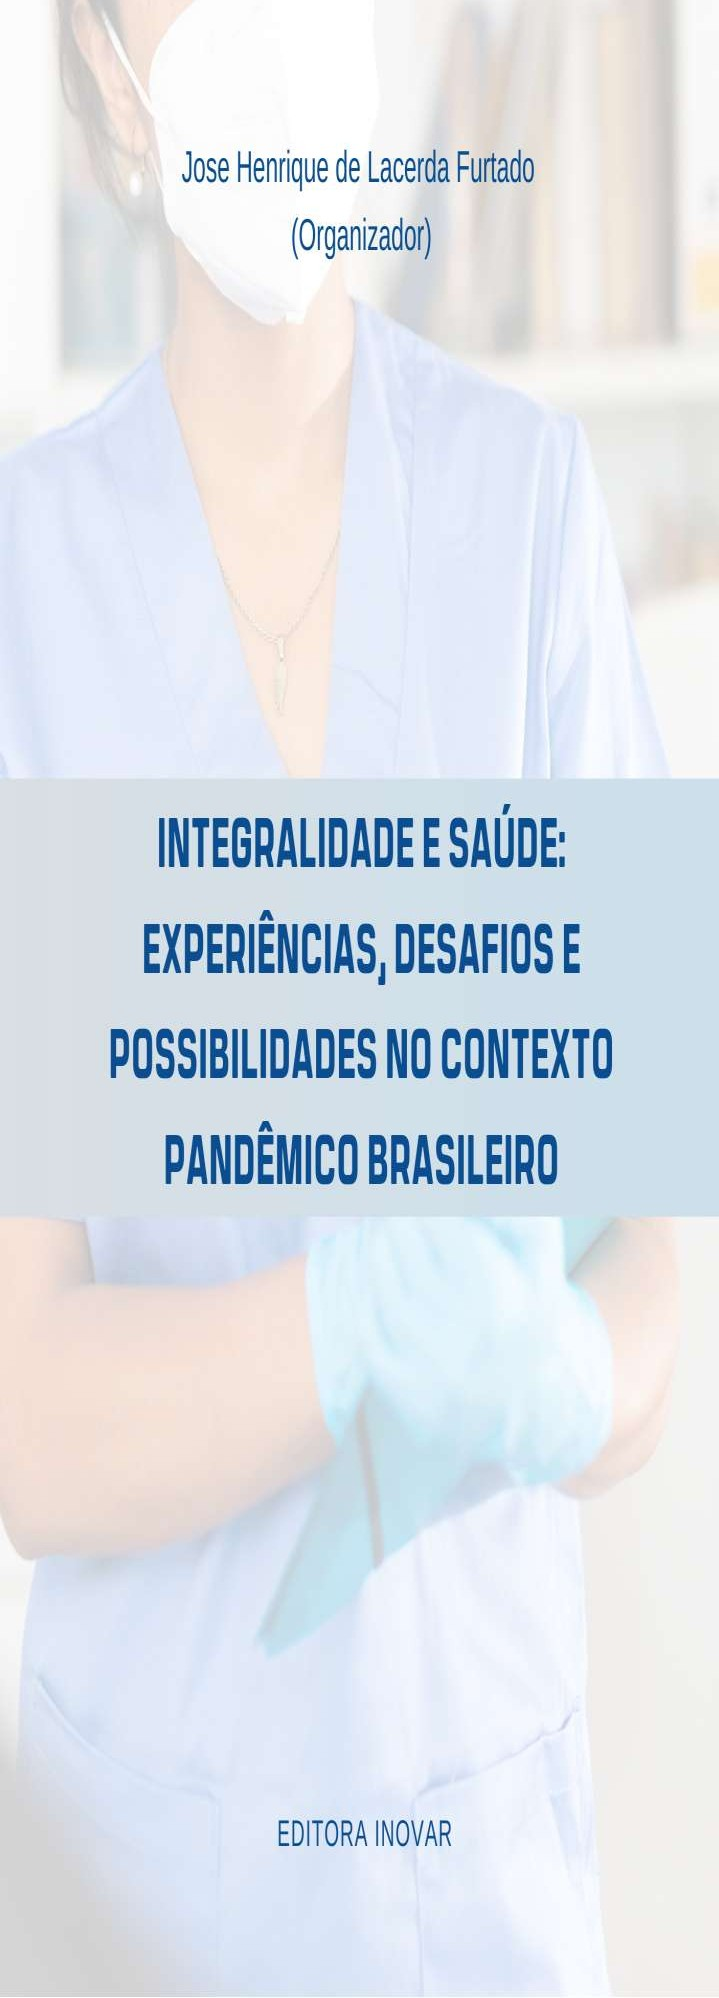 Jose Henrique de Lacerda Furtado
(Organizador)
INTEGRALIDADE E SAÚDE:
EXPERIÊNCIAS, DESAFIOS E
POSSIBILIDADES NO CONTEXTO
PANDÊMICO BRASILEIRO
EDITORA INOVAR